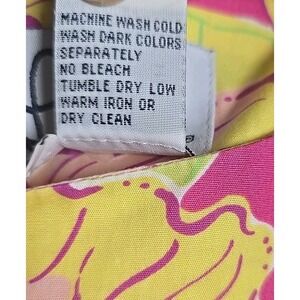 MACHINE WASH COLD
WASH DARK COLORS
SEPARATELY
NO BLEACH
TUMBLE DRY LOW
WARM IRON OR
DRY CLEAN